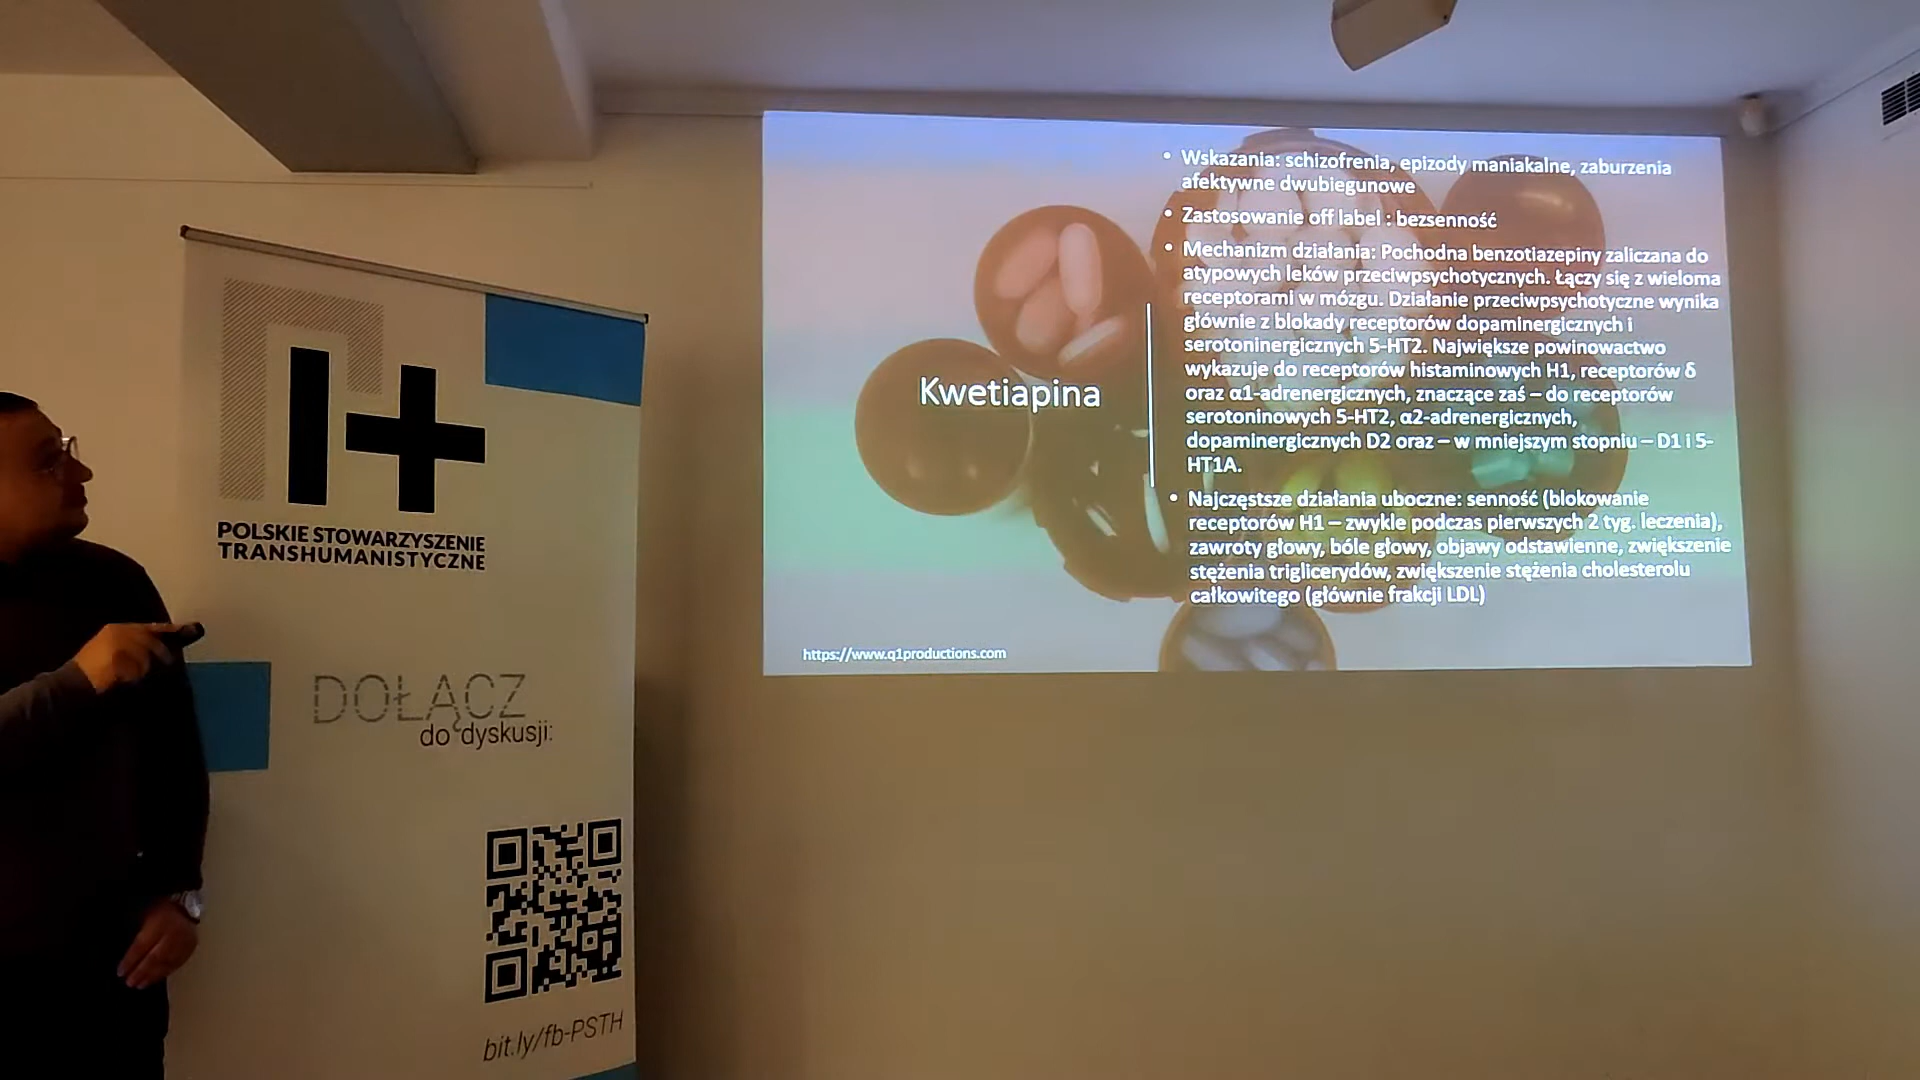 POLSKIE STOWARZYSZENIE
TRANSHUMANISTYCZNE
DOŁĄCZ
do dyskusji:
bit.ly/fb-PSTH
Kwetiapina
• Wskazania: schizofrenia, epizody maniakalne, zaburzenia
afektywne dwubiegunowe
• Zastosowanie off label : bezsenność
• Mechanizm działania: Pochodna benzotiazepiny zaliczana do
atypowych leków przeciwpsychotycznych. Łączy się z wieloma
receptorami w mózgu. Działanie przeciwpsychotyczne wynika
głównie z blokady receptorów dopaminergicznych i
serotoninergicznych 5-HT2. Największe powinowactwo
wykazuje do receptorów histaminowych H1, receptorów δ
oraz α1-adrenergicznych, znaczące zaś – do receptorów
serotoninowych 5-HT2, α2-adrenergicznych,
dopaminergicznych D2 oraz – w mniejszym stopniu – D1 i 5-
HT1A.
• Najczęstsze działania uboczne: senność (blokowanie
receptorów H1 – zwykle podczas pierwszych 2 tyg. leczenia),
zawroty głowy, bóle głowy, objawy odstawienne, zwiększenie
stężenia triglicerydów, zwiększenie stężenia cholesterolu
całkowitego (głównie frakcji LDL)
https://www.q1productions.com